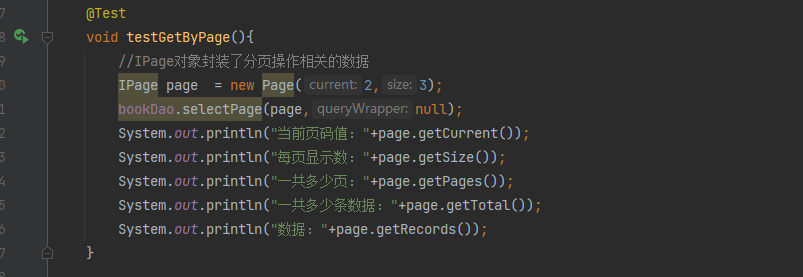 7 @Test
8 void testGetByPage(){
9 //IPage对象封装了分页操作相关的数据
0 IPage page  = new Page( current: 2, size: 3);
1 bookDao.selectPage(page, queryWrapper: null);
2 System.out.println("当前页码值："+page.getCurrent());
3 System.out.println("每页显示数："+page.getSize());
4 System.out.println("一共多少页："+page.getPages());
5 System.out.println("一共多少条数据："+page.getTotal());
6 System.out.println("数据："+page.getRecords());
7 }